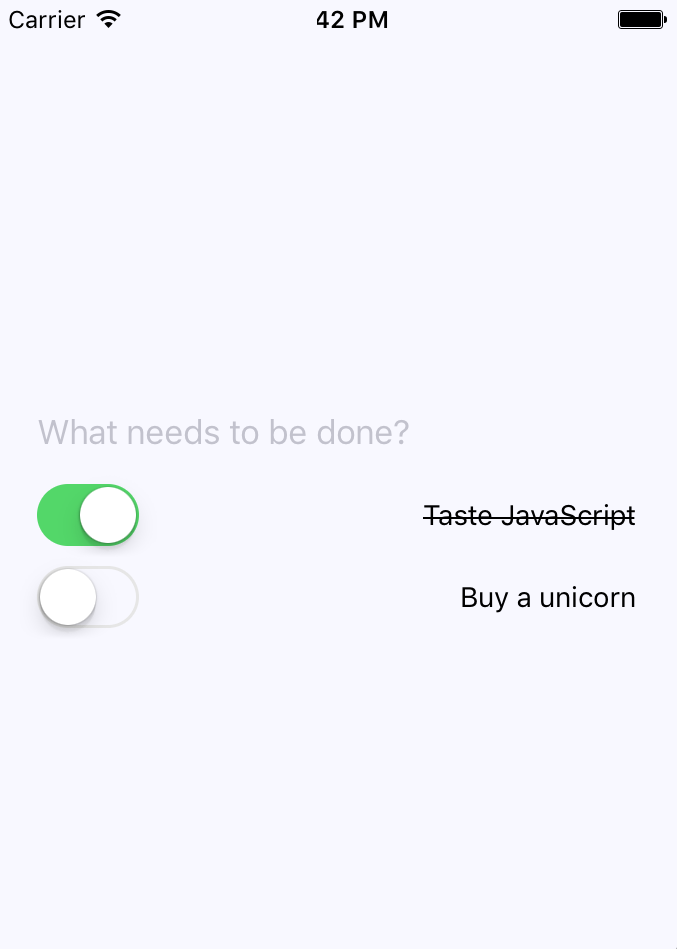 Carrier 42 PM
What needs to be done?
Taste JavaScript
Buy a unicorn